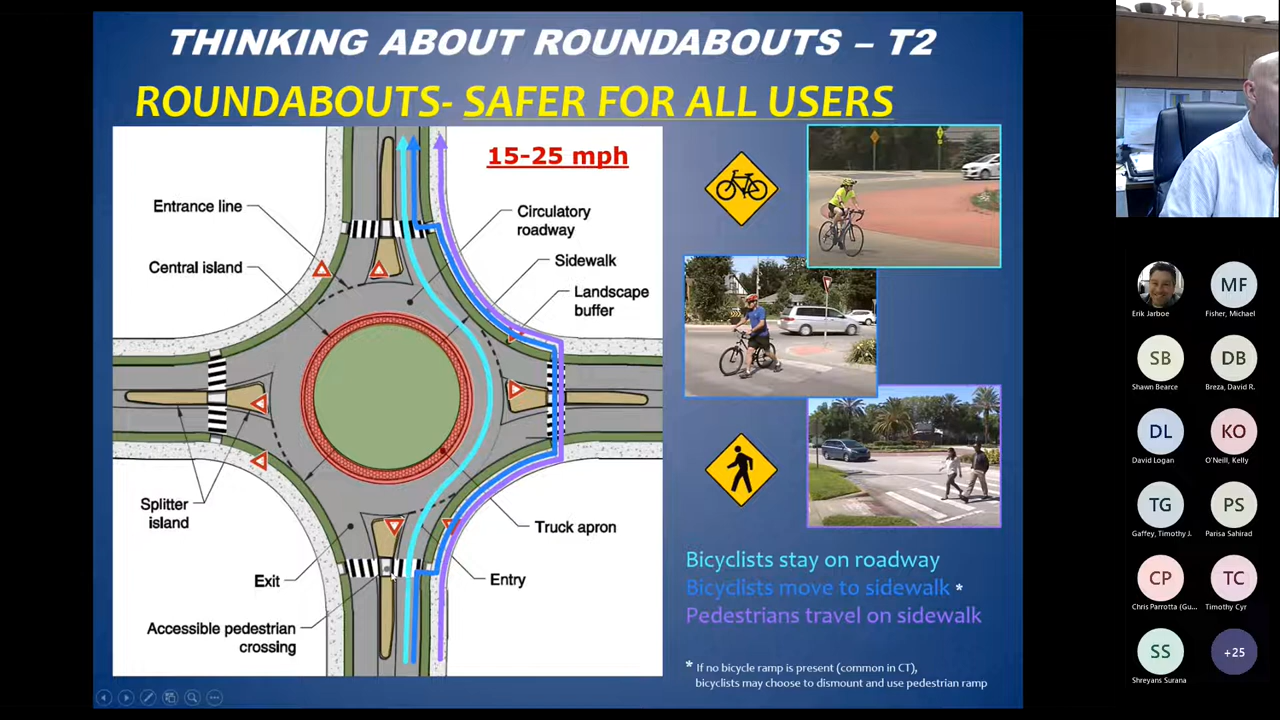 THINKING ABOUT ROUNDABOUTS – T2
ROUNDABOUTS- SAFER FOR ALL USERS
15-25 mph
Entrance line
Central island
Circulatory
roadway
Sidewalk
Landscape
buffer
Splitter
island
Truck apron
Exit
Entry
Accessible pedestrian
crossing
Bicyclists stay on roadway
Bicyclists move to sidewalk *
Pedestrians travel on sidewalk
* If no bicycle ramp is present (common in CT),
bicyclists may choose to dismount and use pedestrian ramp
Erik Jarboe
MF
Fisher, Michael
SB
Shawn Bearce
DB
Breza, David R.
DL
David Logan
KO
O'Neill, Kelly
TG
Gaffey, Timothy J.
PS
Parisa Sahirad
CP
Chris Parrotta (Gu...
TC
Timothy Cyr
SS
Shreyans Surana
+25